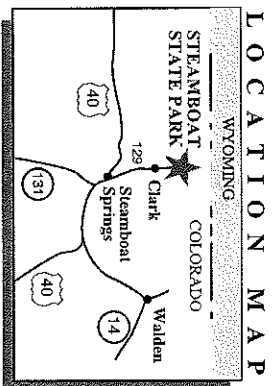 LOCATION MAP
WYOMING
COLORADO
STEAMBOAT
STATE PARK
Clark
129
Walden
40
Steamboat
Springs
14
131
40